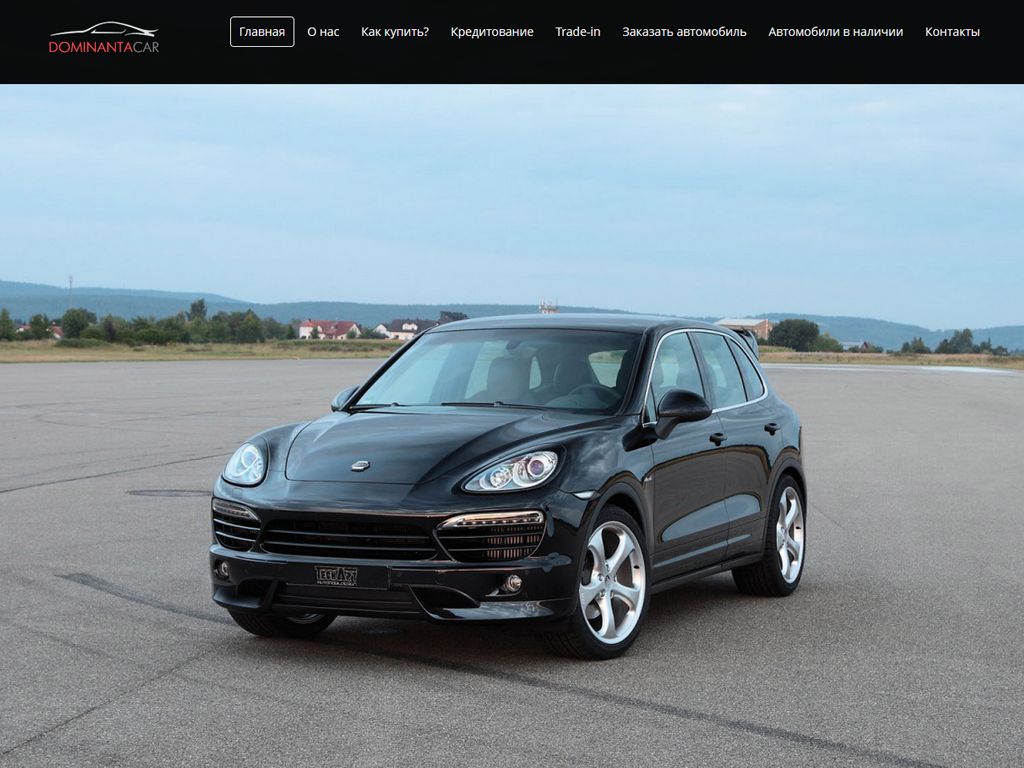 DOMINANTACAR
Главная О нас Как купить? Кредитование Trade-in Заказать автомобиль Автомобили в наличии Контакты
TECHART